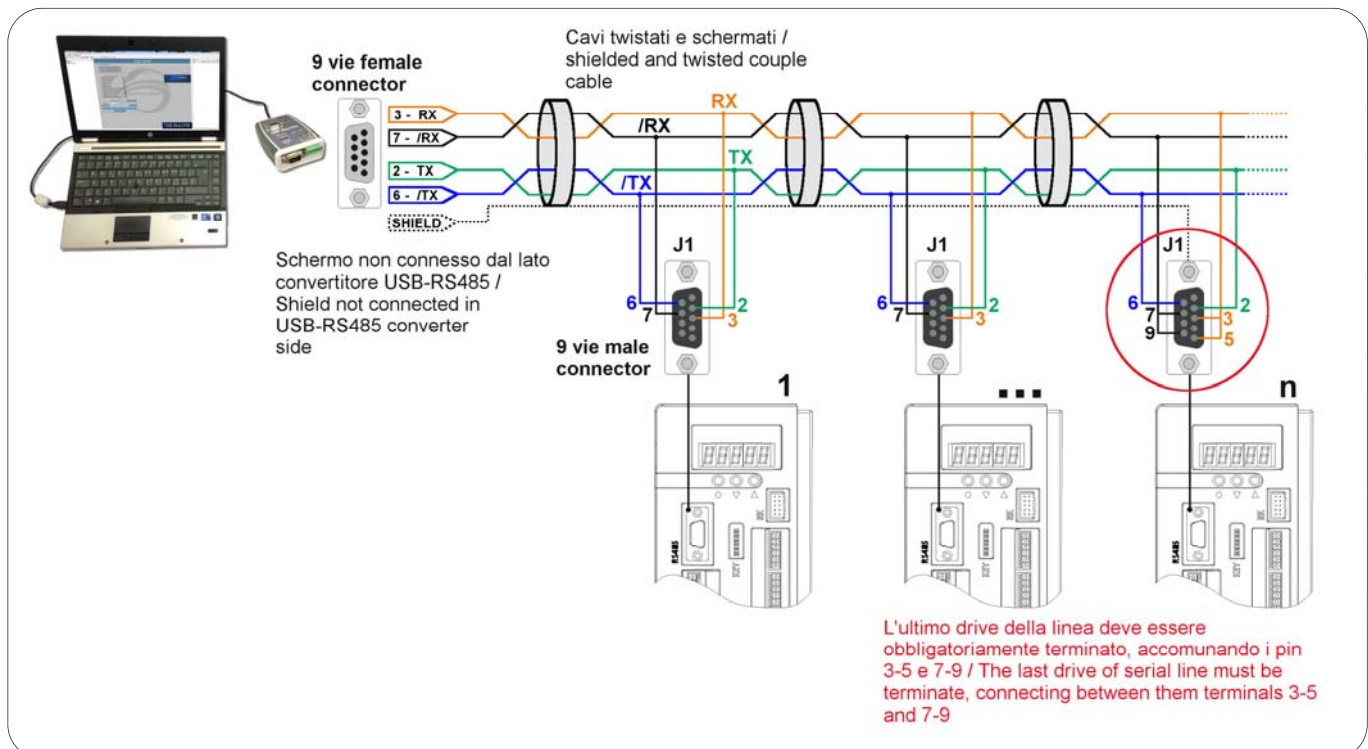 Cavi twistati e schermati /
shielded and twisted couple
cable
9 vie female
connector
3 - RX
7 - /RX
2 - TX
6 - /TX
SHIELD
RX
/RX
TX
/TX
Schermo non connesso dal lato
convertitore USB-RS485 /
Shield not connected in
USB-RS485 converter
side
J1
6
7
2
3
J1
6
7
2
3
J1
6
7
9
2
3
5
9 vie male
connector
1
...
n
RS485
KEY
RS485
KEY
RS485
KEY
L'ultimo drive della linea deve essere
obbligatoriamente terminato, accomunando i pin
3-5 e 7-9 / The last drive of serial line must be
terminate, connecting between them terminals 3-5
and 7-9